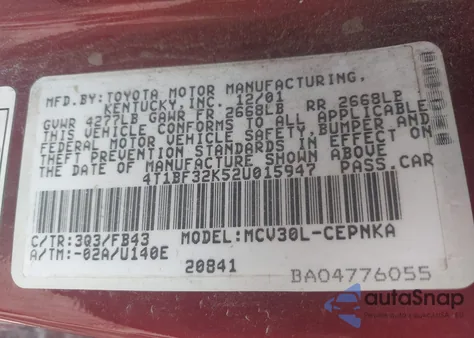 MFD.BY:TOYOTA MOTOR MANUFACTURING,
KENTUCKY,INC. 12/01
GVWR 4277LB GAWR FR 2668LB RR 2668LB
THIS VEHICLE CONFORMS TO ALL APPLICABLE
FEDERAL MOTOR VEHICLE SAFETY,BUMPER AND
THEFT PREVENTION STANDARDS IN EFFECT ON
THE DATE OF MANUFACTURE SHOWN ABOVE
4T1BF32K52U015947 PASS.CAR
C/TR:3Q3/FB43 MODEL:MCV30L-CEPNKA
A/TM:-02A/U140E 20841
BA04776055
autoSnap